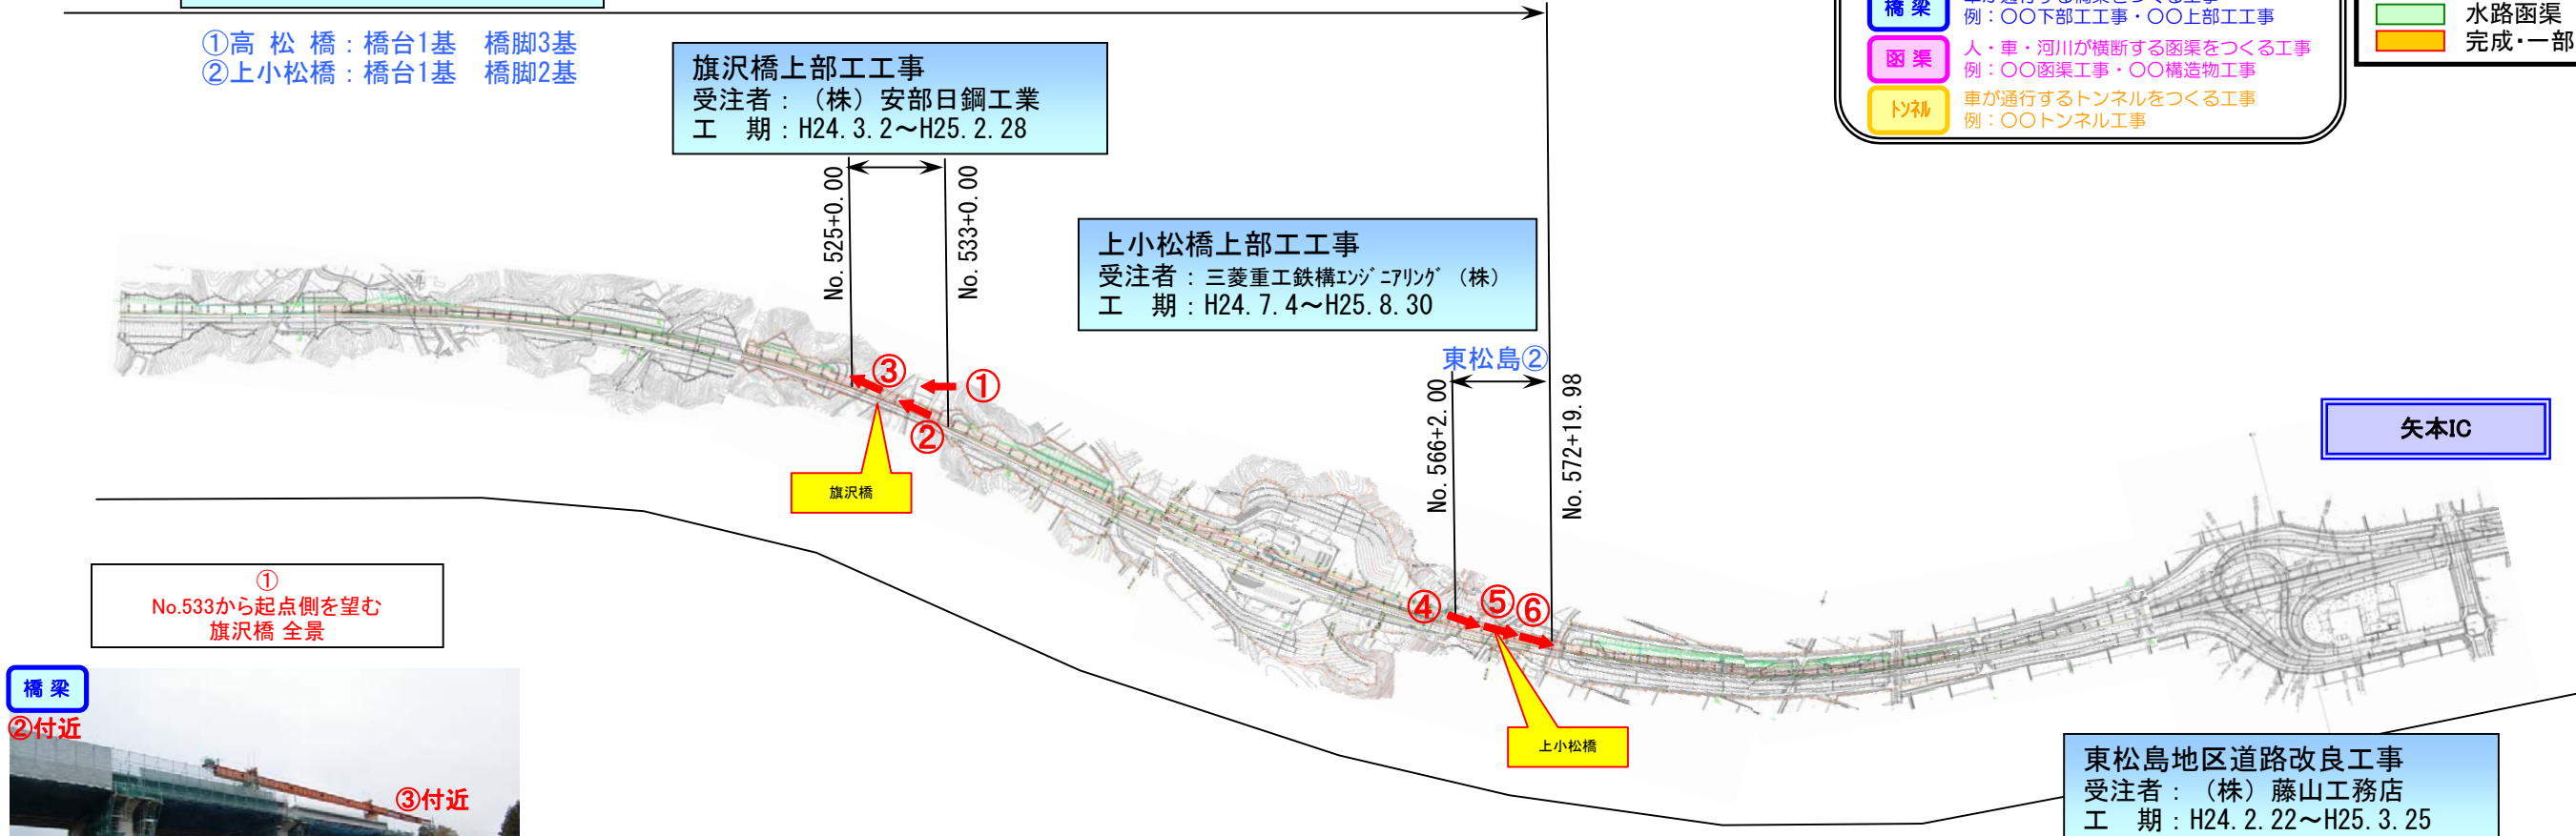 ①高 松 橋：橋台1基　橋脚3基
②上小松橋：橋台1基　橋脚2基
旗沢橋上部工工事
受注者：（株）安部日鋼工業
工　期：H24.3.2～H25.2.28
橋 梁
例：〇〇下部工工事・〇〇上部工工事
函 渠
人・車・河川が横断する函渠をつくる工事
例：〇〇函渠工事・〇〇構造物工事
トンネル
車が通行するトンネルをつくる工事
例：〇〇トンネル工事
水路函渠
完成・一部
No.525+0.00
No.533+0.00
上小松橋上部工工事
受注者：三菱重工鉄構エンジニアリング（株）
工　期：H24.7.4～H25.8.30
東松島②
No.566+2.00
No.572+19.98
③
①
②
旗沢橋
矢本IC
④
⑤
⑥
上小松橋
①
No.533から起点側を望む
旗沢橋 全景
橋 梁
②付近
③付近
東松島地区道路改良工事
受注者：（株）藤山工務店
工　期：H24.2.22～H25.3.25